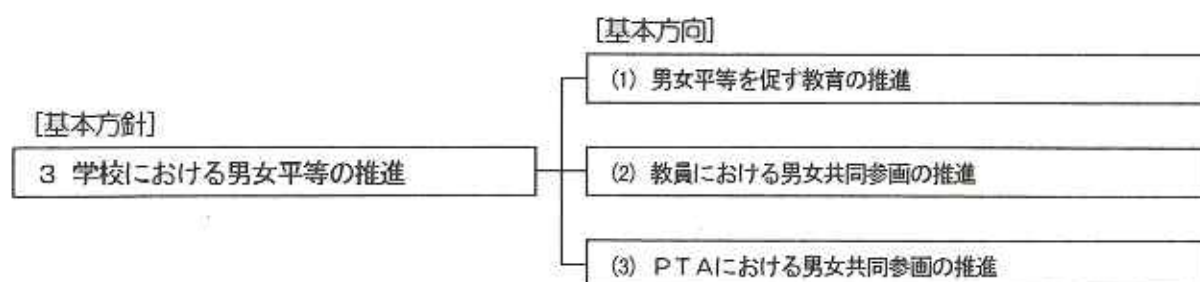 [基本方向]
(1) 男女平等を促す教育の推進
[基本方針]
3 学校における男女平等の推進
(2) 教員における男女共同参画の推進
(3) PTAにおける男女共同参画の推進